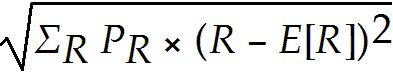 √Σ_R P_R × (R – E[R])²